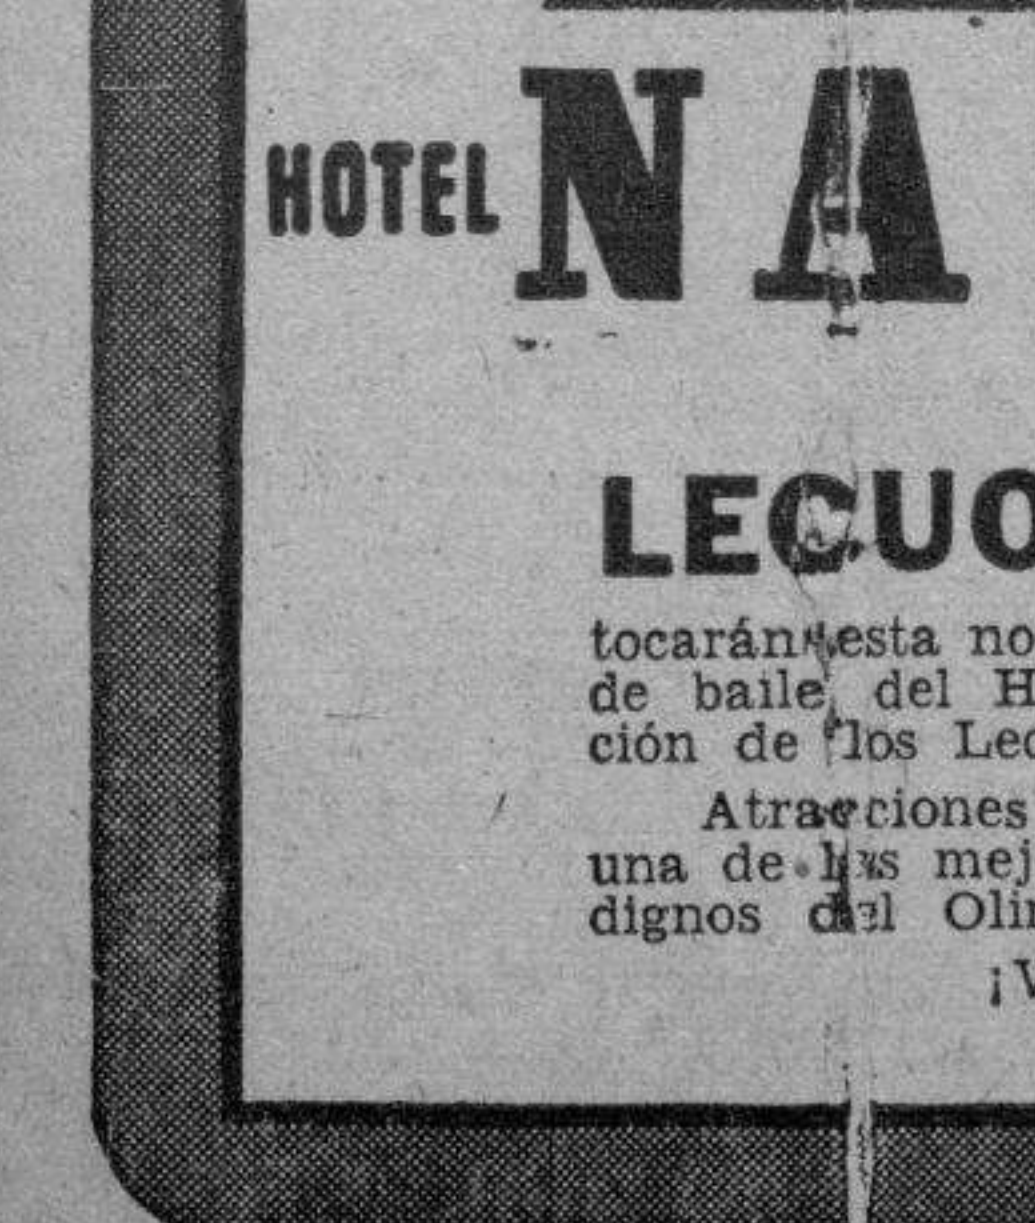 HOTEL NA
LECUO
tocarán esta no
de baile del H
ción de los Lec
Atracciones
una de las mej
dignos del Oli
¡V